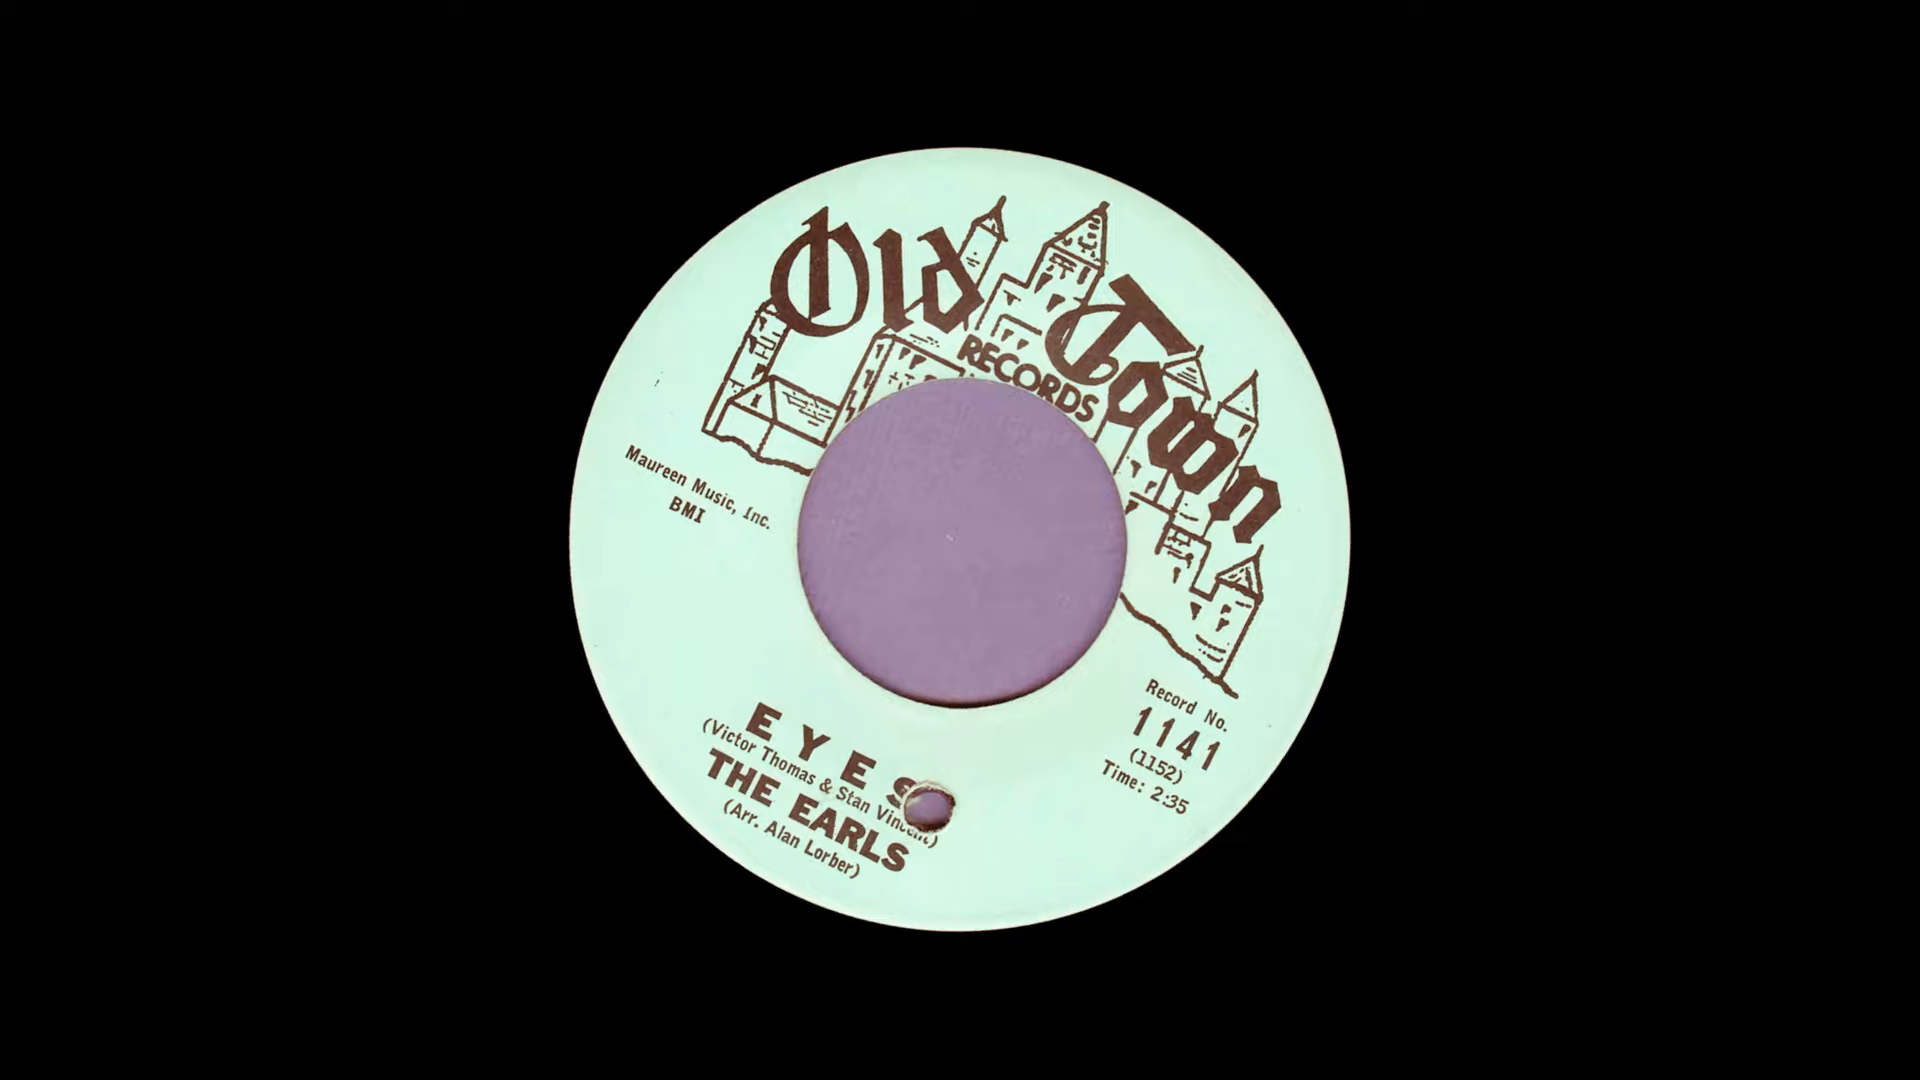 Old Town
RECORDS
Maureen Music, Inc.
BMI
Record No.
1141
(1152)
Time: 2:35
EYES
(Victor Thomas & Stan Vincent)
THE EARLS
(Arr. Alan Lorber)